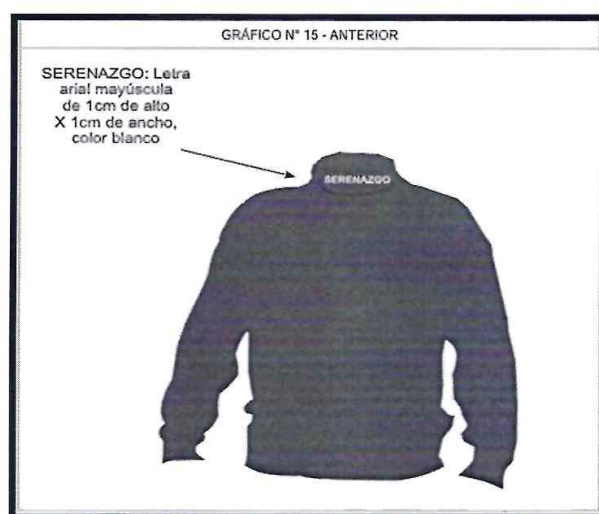 GRÁFICO N° 15 - ANTERIOR
SERENAZGO: Letra
arial mayúscula
de 1cm de alto
X 1cm de ancho,
color blanco
SERENAZGO